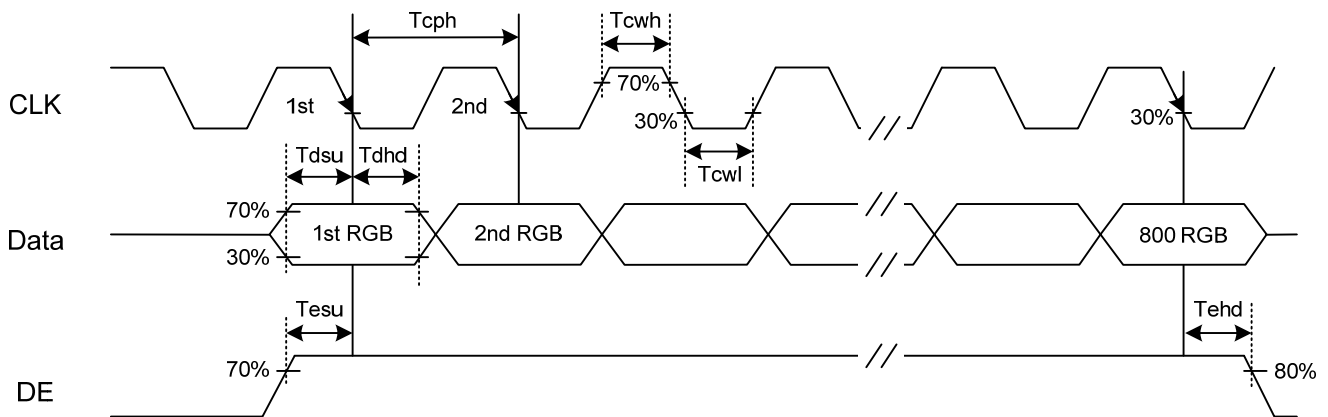 Tcph
Tcwh
CLK
1st
2nd
70%
30%
30%
Tdsu
Tdhd
Tcwl
Data
70%
30%
1st RGB
2nd RGB
800 RGB
Tesu
Tehd
DE
70%
80%